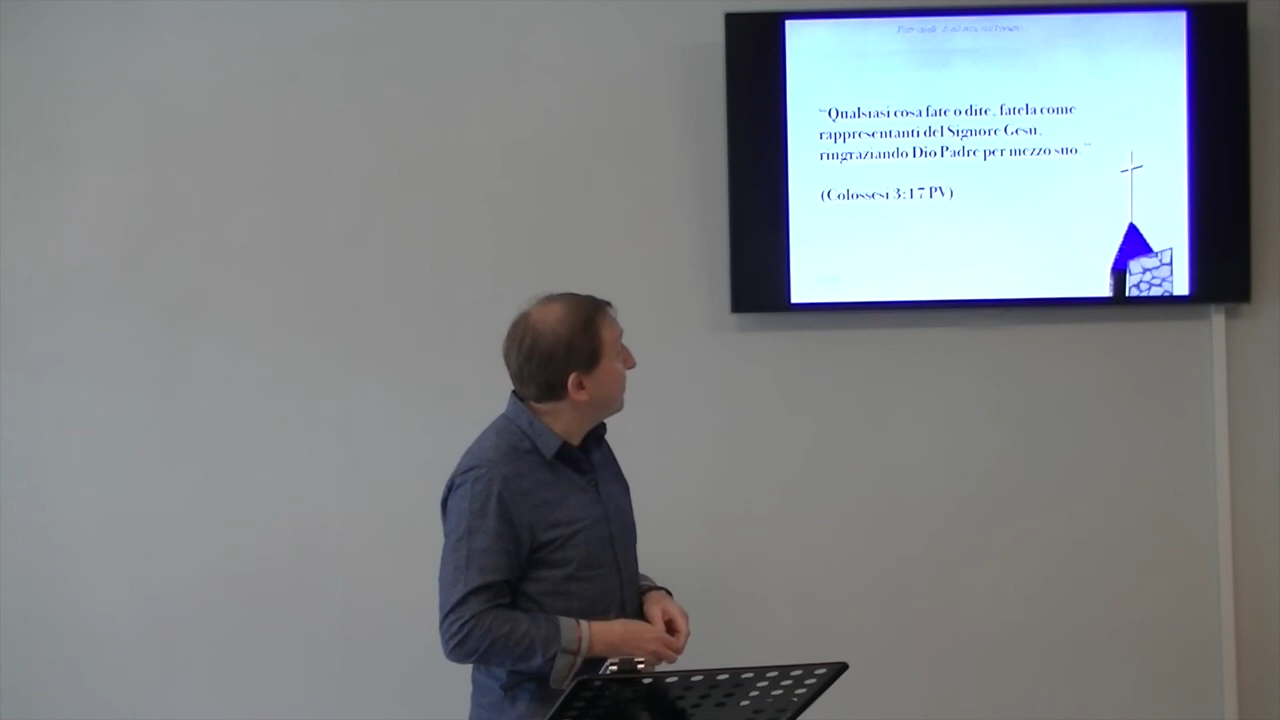 “Qualsiasi cosa fate o dite, fatela come
rappresentanti del Signore Gesu,
ringraziando Dio Padre per mezzo suo.”
(Colossesi 3:17 PV)